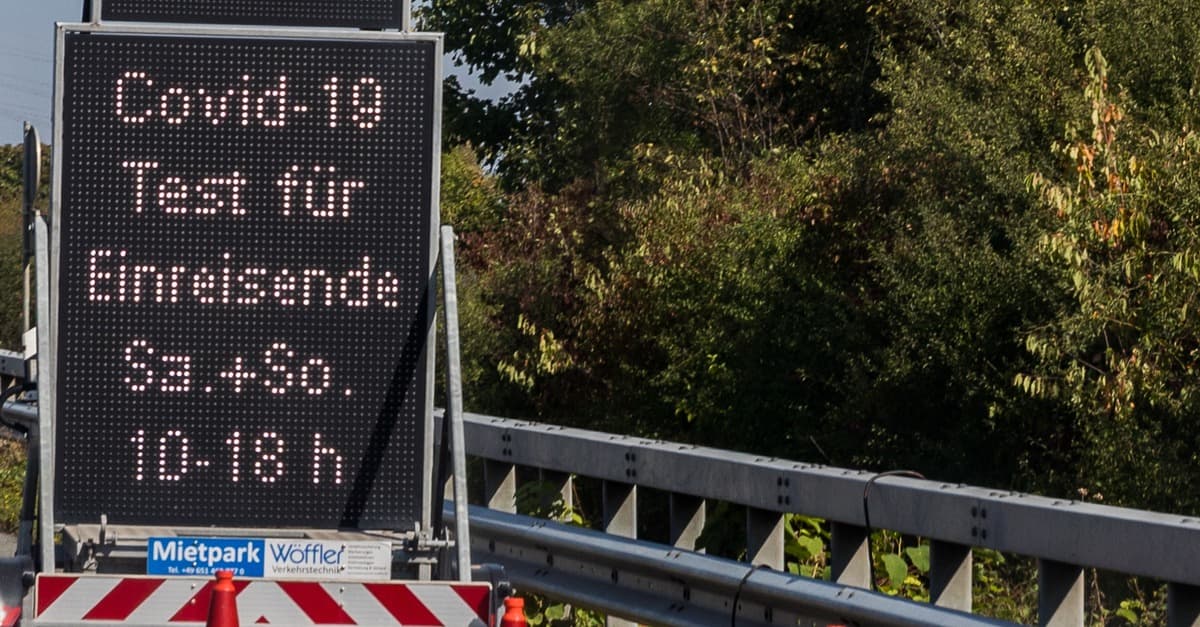 Covid-19
Test für
Einreisende
Sa.+So.
10-18 h
Mietpark
Wöffler
Verkehrstechnik